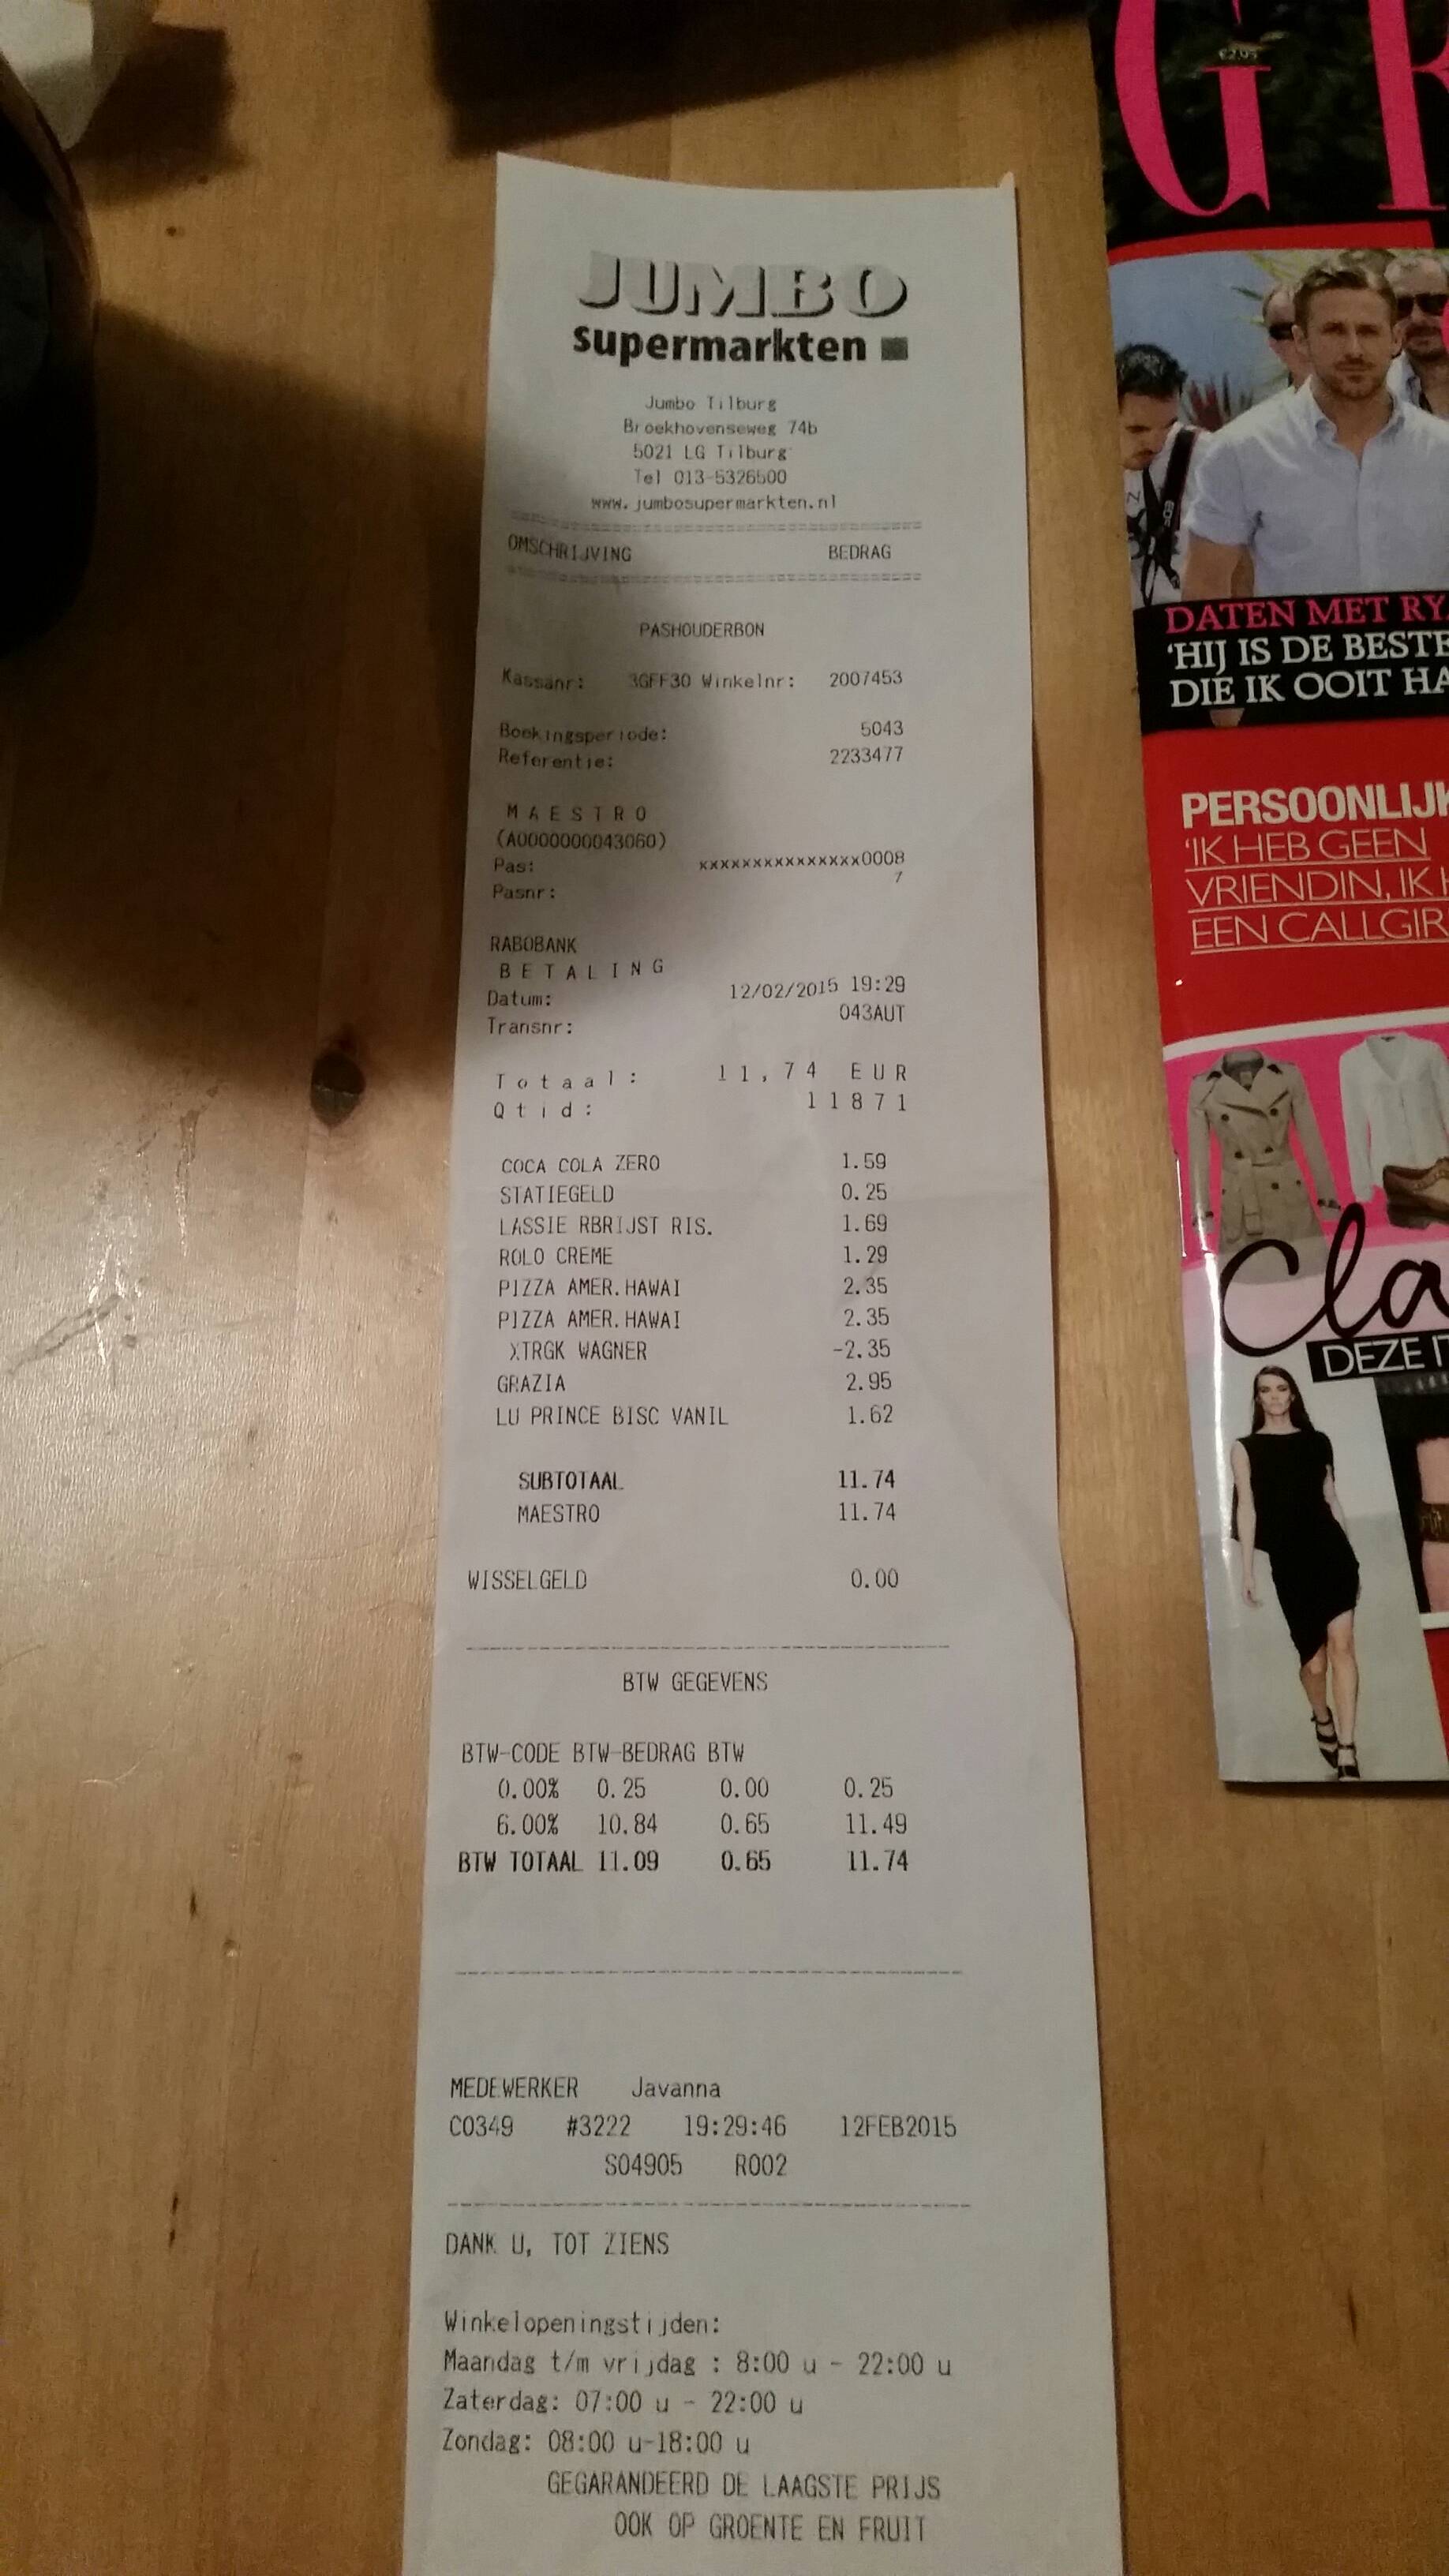 JUMBO
Supermarkten
Jumbo Tilburg
Broekhovenseweg 74b
5021 LG Tilburg
Tel 013-5326500
www.jumbosupermarkten.nl
OMSCHRIJVING BEDRAG
PASHOUDERBON
Kassanr: 3GFF30 Winkelnr: 2007453
Boekingsperiode: 5043
Referentie: 2233477
MAESTRO
(A0000000043060)
Pas: xxxxxxxxxxxxxxx0008
Pasnr: 7
RABOBANK
BETALING
Datum: 12/02/2015 19:29
Transnr: 043AUT
Totaal: 11,74 EUR
Qtid: 11871
COCA COLA ZERO 1.59
STATIEGELD 0.25
LASSIE RBRIJST RIS. 1.69
ROLO CREME 1.29
PIZZA AMER.HAWAI 2.35
PIZZA AMER.HAWAI 2.35
XTRGK WAGNER -2.35
GRAZIA 2.95
LU PRINCE BISC VANIL 1.62
SUBTOTAAL 11.74
MAESTRO 11.74
WISSELGELD 0.00
BTW GEGEVENS
BTW-CODE BTW-BEDRAG BTW
0.00% 0.25 0.00 0.25
6.00% 10.84 0.65 11.49
BTW TOTAAL 11.09 0.65 11.74
MEDEWERKER Javanna
C0349 #3222 19:29:46 12FEB2015
S04905 R002
DANK U, TOT ZIENS
Winkelopeningstijden:
Maandag t/m vrijdag : 8:00 u - 22:00 u
Zaterdag: 07:00 u - 22:00 u
Zondag: 08:00 u-18:00 u
GEGARANDEERD DE LAAGSTE PRIJS
OOK OP GROENTE EN FRUIT
GR
€2,95
DATEN MET RY
'HIJ IS DE BESTE
DIE IK OOIT HA
PERSOONLIJK
'IK HEB GEEN
VRIENDIN, IK H
EEN CALLGIR
Cla
DEZE IT